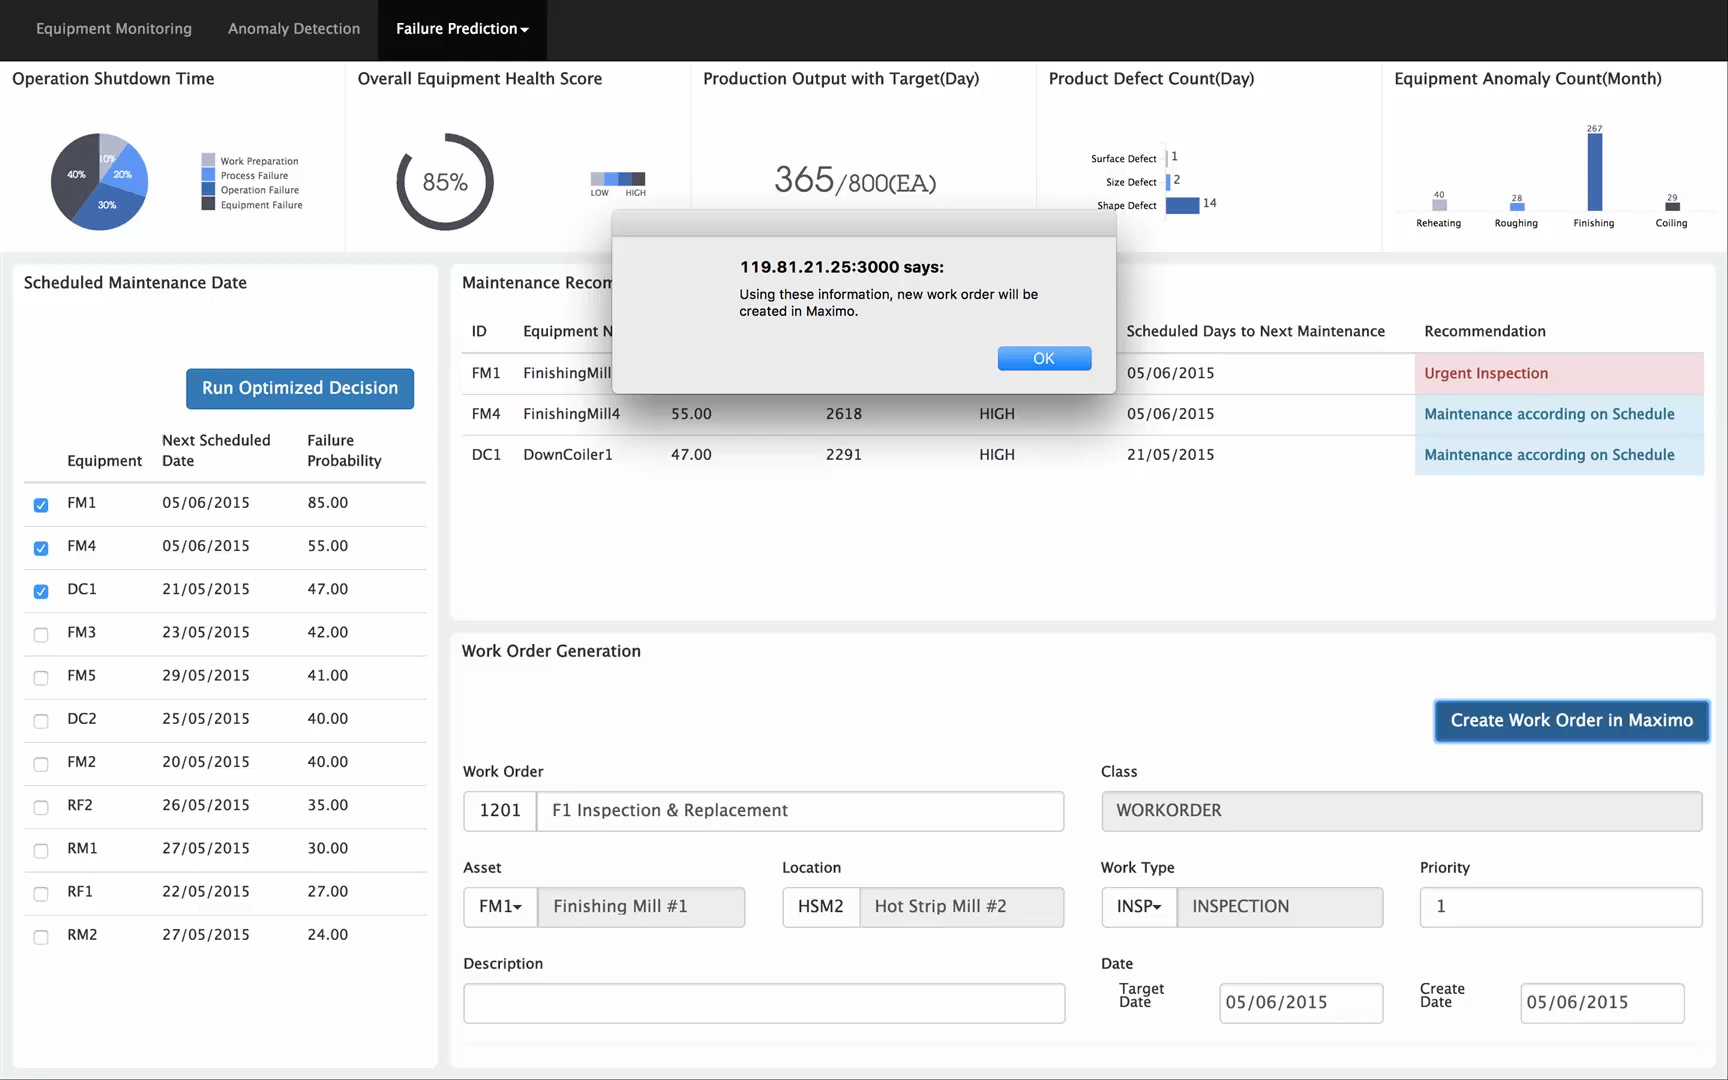 Equipment Monitoring
Anomaly Detection
Failure Prediction
Operation Shutdown Time
10%
20%
30%
40%
Work Preparation
Process Failure
Operation Failure
Equipment Failure
Overall Equipment Health Score
85%
LOW HIGH
Production Output with Target(Day)
365/800(EA)
Product Defect Count(Day)
Surface Defect 1
Size Defect 2
Shape Defect 14
Equipment Anomaly Count(Month)
40 28 267 29
Reheating Roughing Finishing Coiling
119.81.21.25:3000 says:
Using these information, new work order will be
created in Maximo.
OK
Scheduled Maintenance Date
Run Optimized Decision
Equipment
Next Scheduled
Date
Failure
Probability
FM1 05/06/2015 85.00
FM4 05/06/2015 55.00
DC1 21/05/2015 47.00
FM3 23/05/2015 42.00
FM5 29/05/2015 41.00
DC2 25/05/2015 40.00
FM2 20/05/2015 40.00
RF2 26/05/2015 35.00
RM1 27/05/2015 30.00
RF1 22/05/2015 27.00
RM2 27/05/2015 24.00
Maintenance Recom
ID Equipment N Scheduled Days to Next Maintenance Recommendation
FM1 FinishingMill 05/06/2015 Urgent Inspection
FM4 FinishingMill4 55.00 2618 HIGH 05/06/2015 Maintenance according on Schedule
DC1 DownCoiler1 47.00 2291 HIGH 21/05/2015 Maintenance according on Schedule
Work Order Generation
Create Work Order in Maximo
Work Order
1201 F1 Inspection & Replacement
Class
WORKORDER
Asset
FM1 Finishing Mill #1
Location
HSM2 Hot Strip Mill #2
Work Type
INSP INSPECTION
Priority
1
Description
Date
Target
Date
05/06/2015
Create
Date
05/06/2015